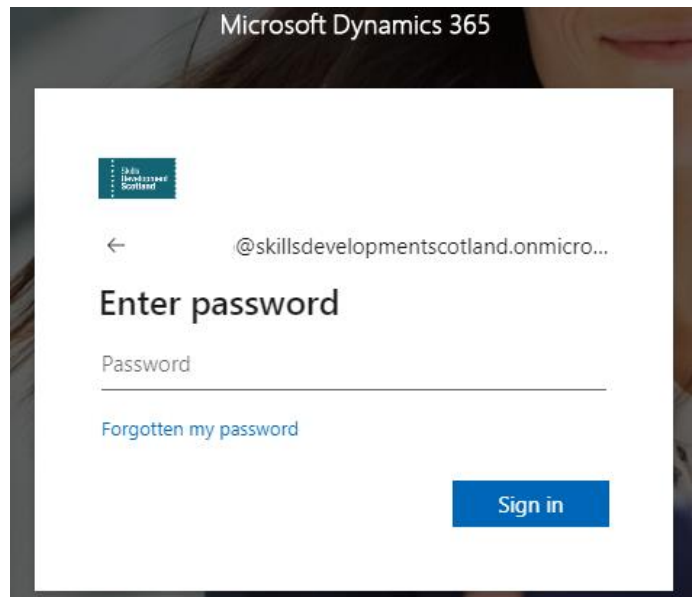 Microsoft Dynamics 365
Skills
Development
Scotland
@skillsdevelopmentscotland.onmicro...
Enter password
Password
Forgotten my password
Sign in